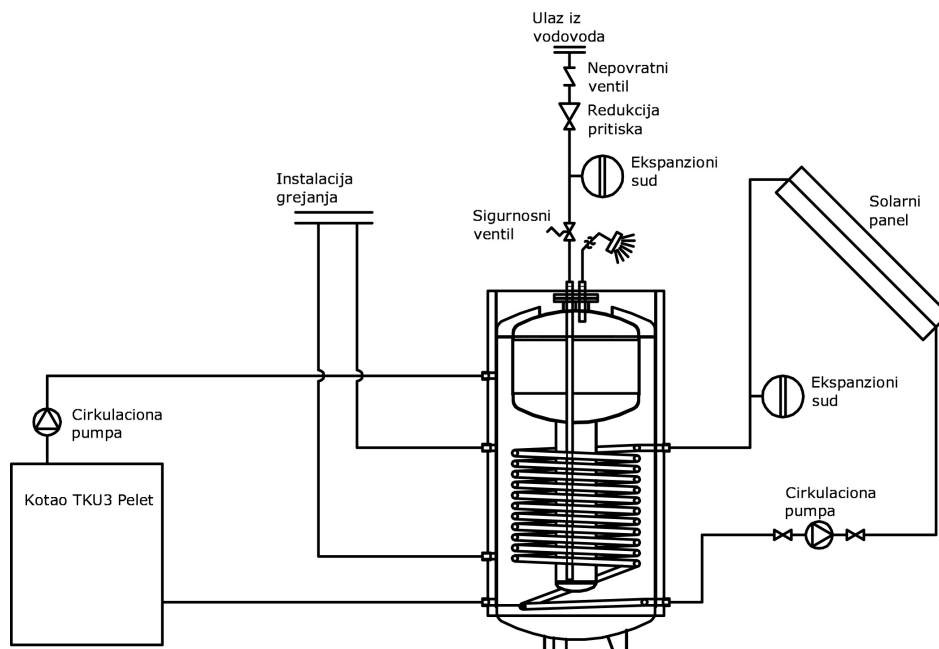 Ulaz iz
vodovoda
Nepovratni
ventil
Redukcija
pritiska
Ekspanzioni
sud
Instalacija
grejanja
Sigurnosni
ventil
Solarni
panel
Ekspanzioni
sud
Cirkulaciona
pumpa
Kotao TKU3 Pelet
Cirkulaciona
pumpa